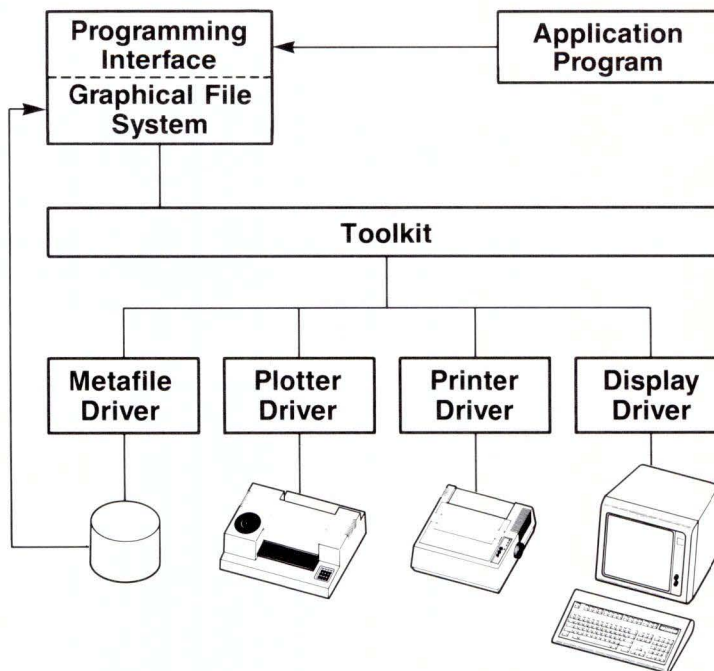 Programming
Interface
Graphical File
System
Application
Program
Toolkit
Metafile
Driver
Plotter
Driver
Printer
Driver
Display
Driver